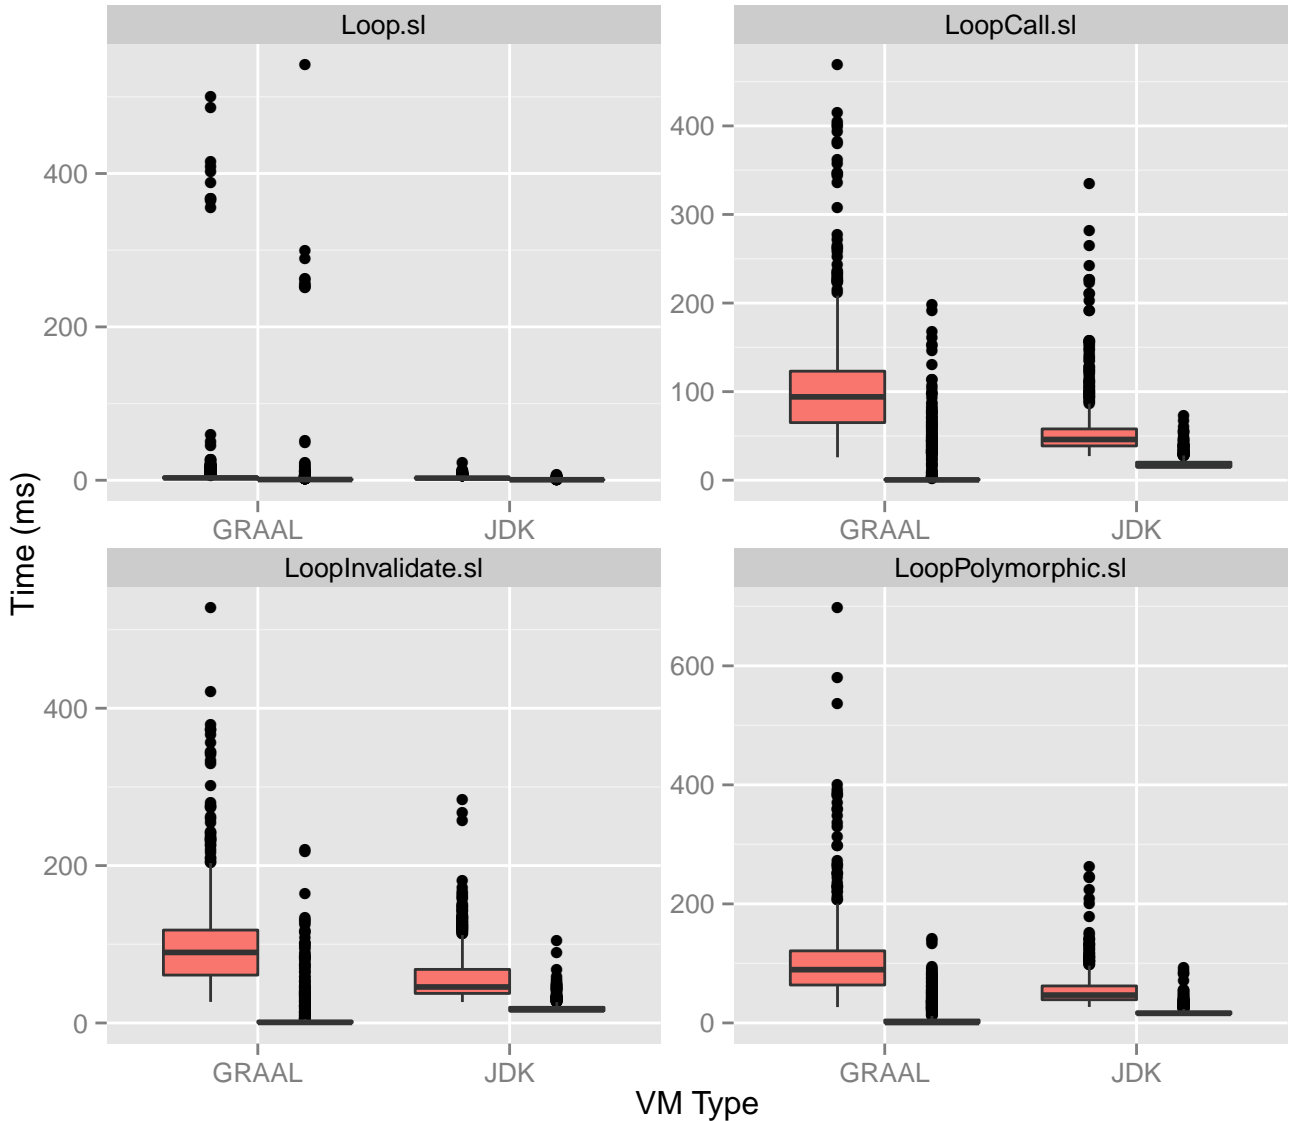 Loop.sl
LoopCall.sl
400
200
0
400
300
200
100
0
GRAAL
JDK
GRAAL
JDK
Time (ms)
LoopInvalidate.sl
LoopPolymorphic.sl
400
200
0
600
400
200
0
GRAAL
JDK
GRAAL
JDK
VM Type